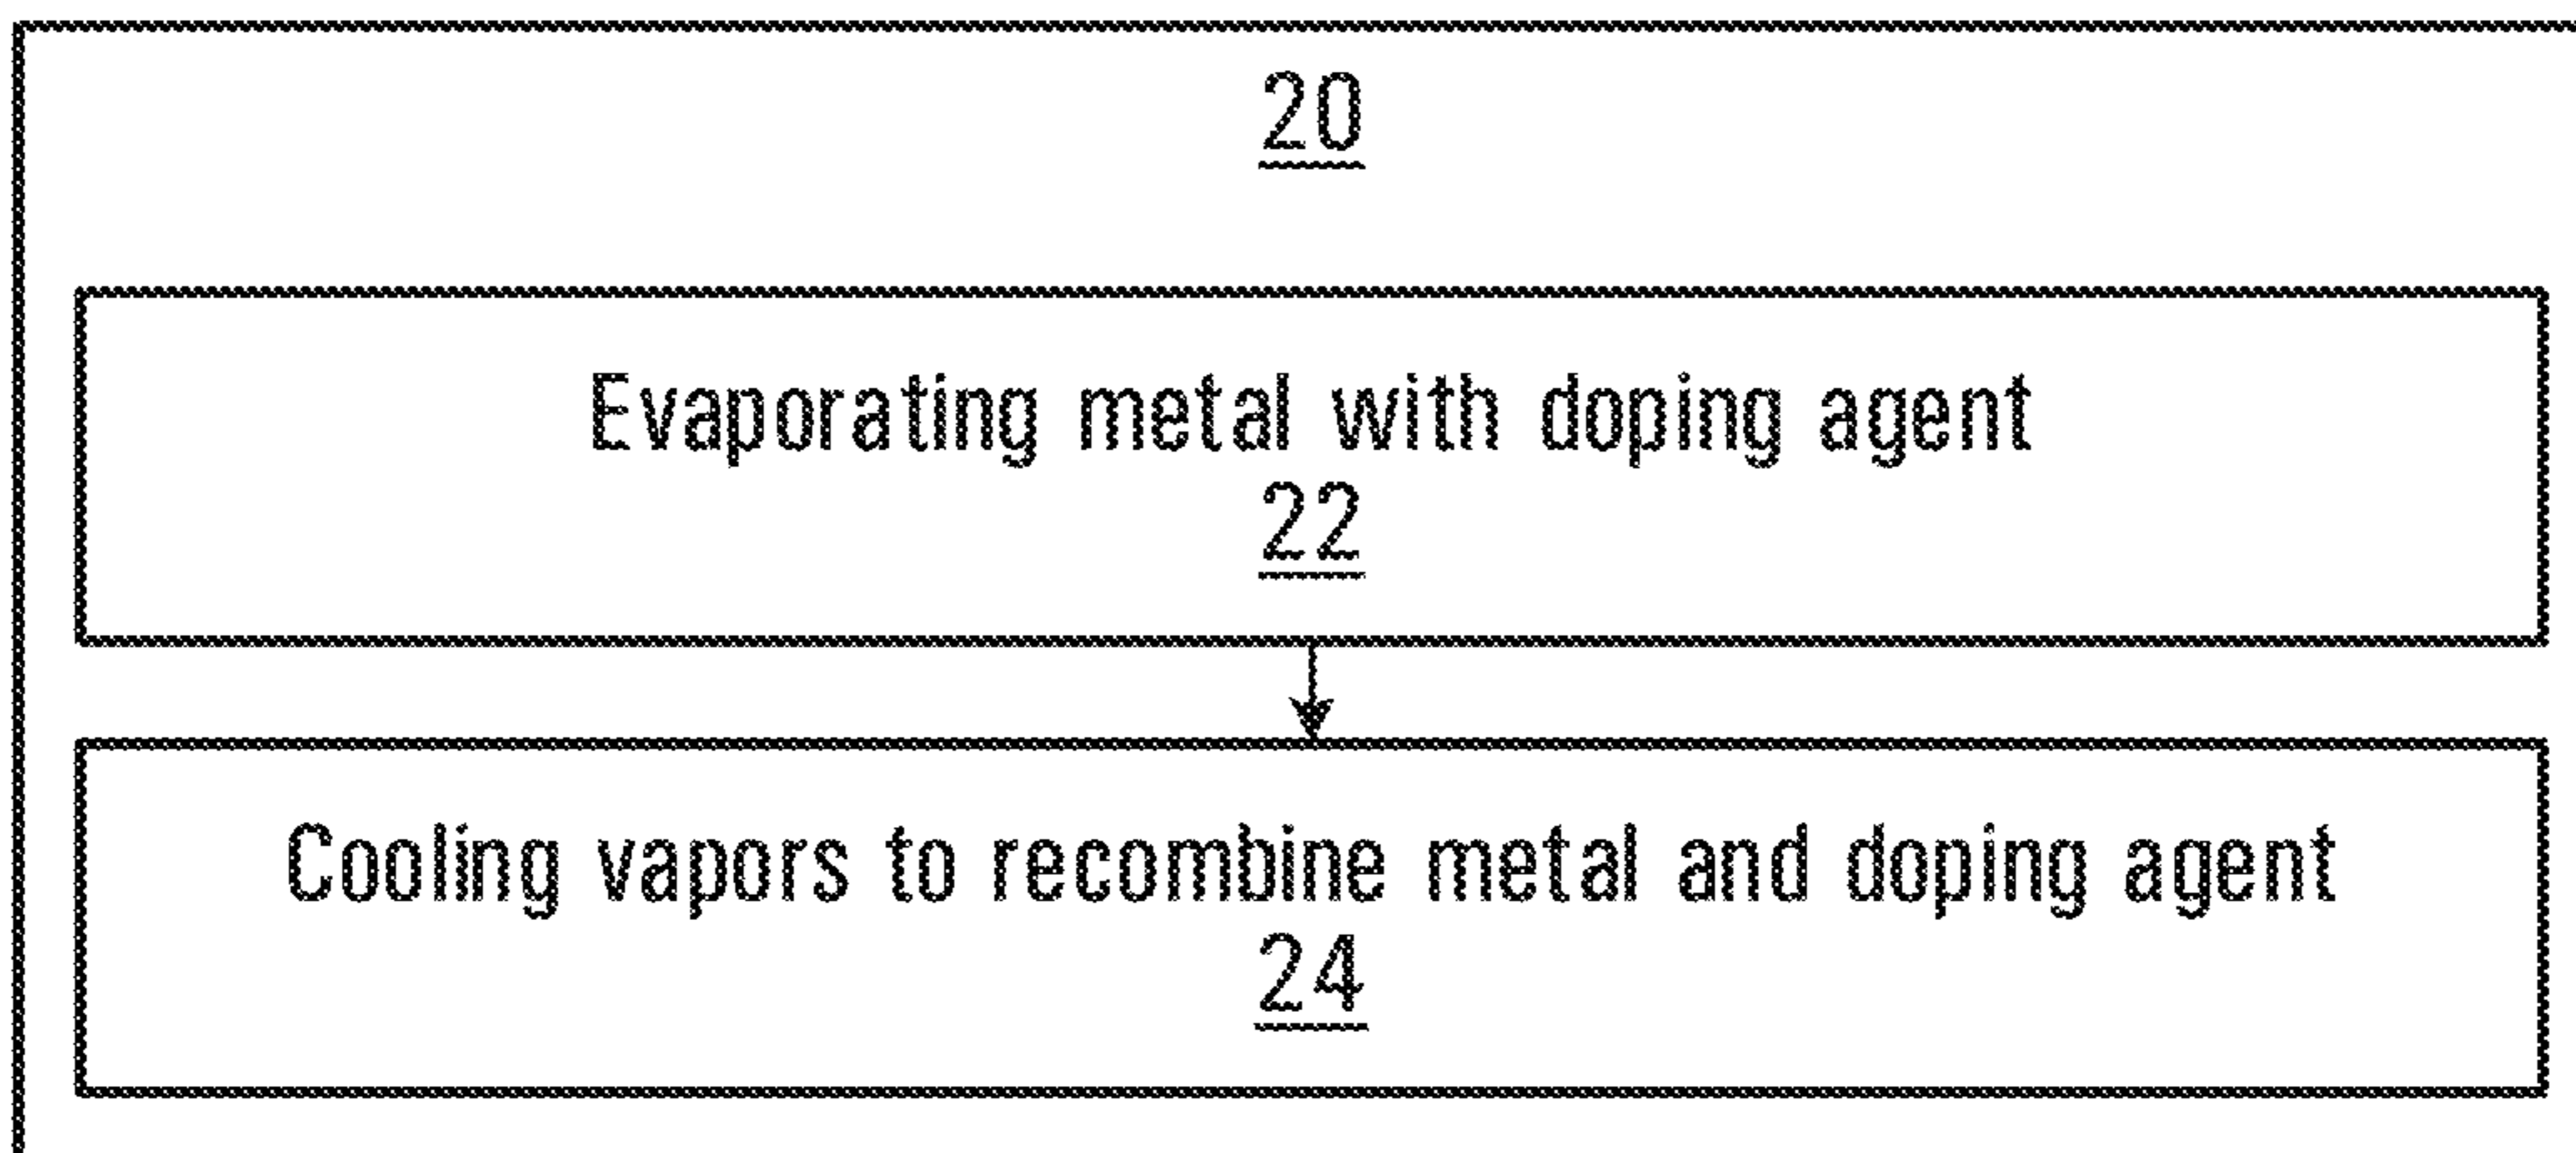 20
Evaporating metal with doping agent
22
Cooling vapors to recombine metal and doping agent
24